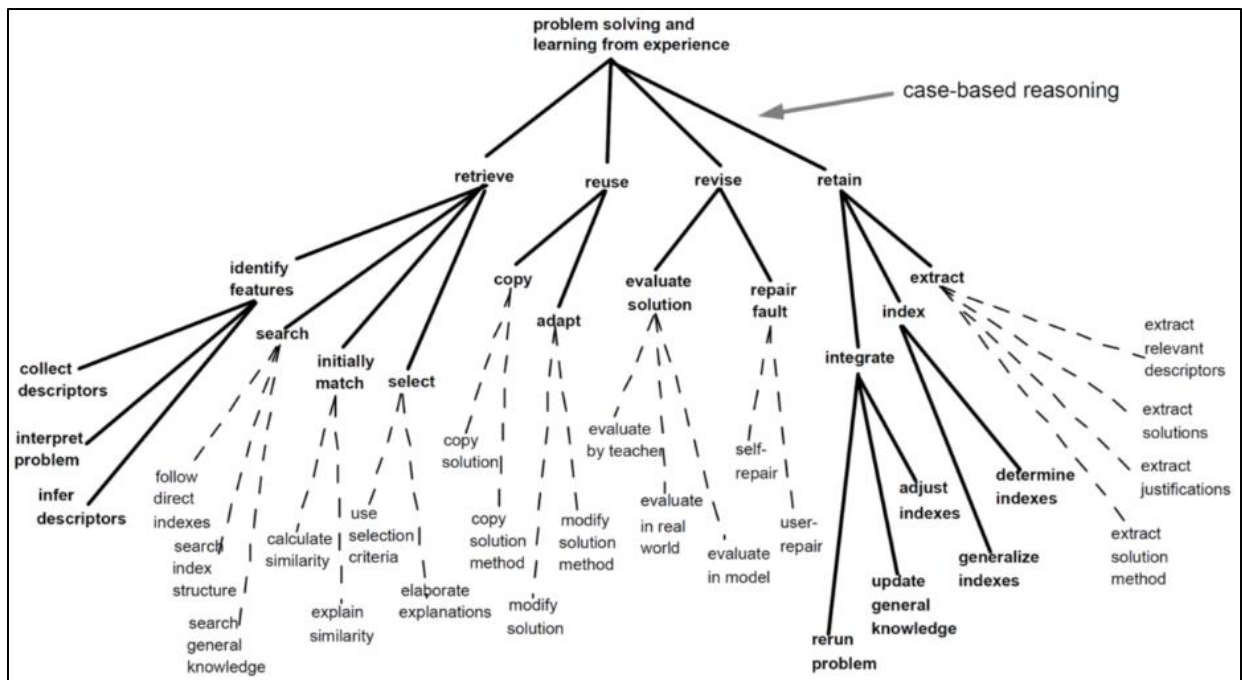 problem solving and
learning from experience
case-based reasoning
retrieve
reuse
revise
retain
identify
features
search
initially
match
select
copy
adapt
evaluate
solution
repair
fault
integrate
index
extract
collect
descriptors
interpret
problem
infer
descriptors
follow
direct
indexes
search
index
structure
search
general
knowledge
calculate
similarity
explain
similarity
use
selection
criteria
elaborate
explanations
copy
solution
copy
solution
method
modify
solution
modify
solution
method
evaluate
by teacher
evaluate
in real
world
evaluate
in model
self-
repair
user-
repair
rerun
problem
update
general
knowledge
adjust
indexes
generalize
indexes
determine
indexes
extract
relevant
descriptors
extract
solutions
extract
justifications
extract
solution
method